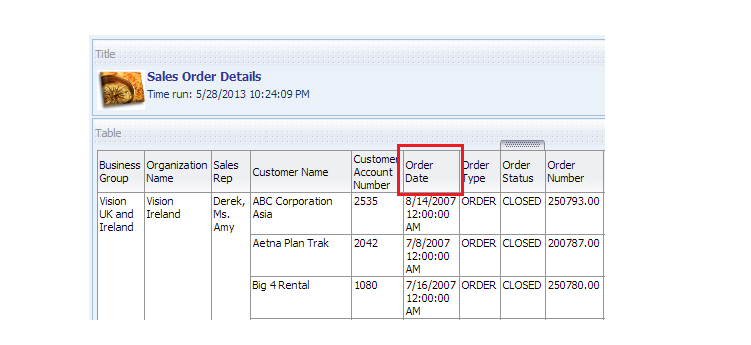 Title
Sales Order Details
Time run: 5/28/2013 10:24:09 PM
Table
Business Group Organization Name Sales Rep Customer Name Customer Account Number Order Date Order Type Order Status Order Number
Vision UK and Ireland Vision Ireland Derek, Ms. Amy ABC Corporation Asia 2535 8/14/2007 12:00:00 AM ORDER CLOSED 250793.00
Aetna Plan Trak 2042 7/8/2007 12:00:00 AM ORDER CLOSED 200787.00
Big 4 Rental 1080 7/16/2007 12:00:00 AM ORDER CLOSED 250780.00